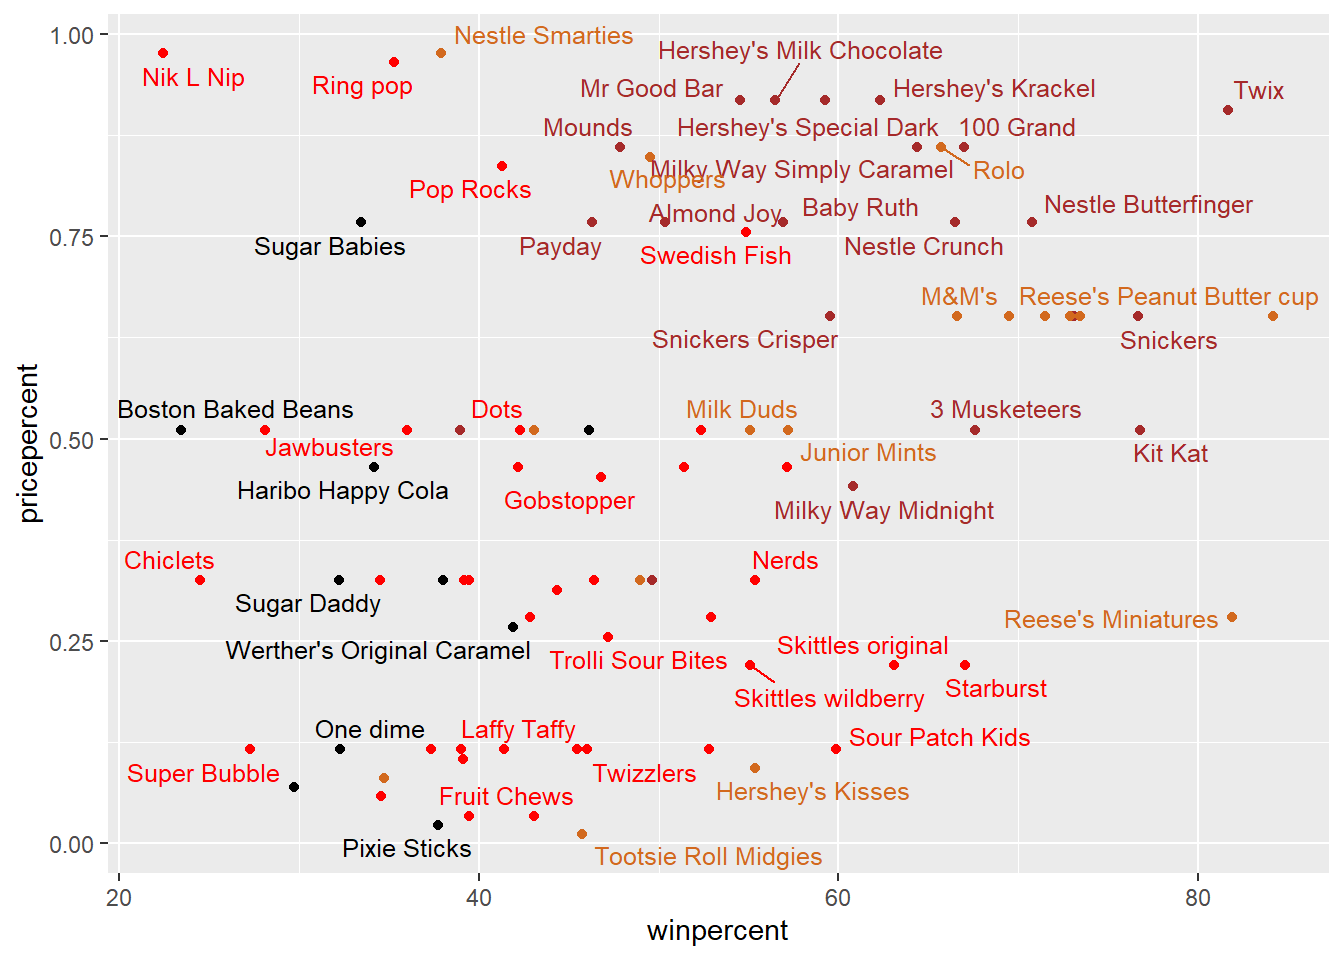 1.00
Nestle Smarties
Hershey's Milk Chocolate
Nik L Nip
Ring pop
Mr Good Bar
Hershey's Krackel
Twix
Mounds
Hershey's Special Dark
100 Grand
Milky Way Simply Caramel
Rolo
Whoppers
Pop Rocks
Almond Joy
Baby Ruth
Nestle Butterfinger
0.75
Sugar Babies
Payday
Swedish Fish
Nestle Crunch
M&M's
Reese's Peanut Butter cup
Snickers Crisper
Snickers
Boston Baked Beans
Dots
Milk Duds
3 Musketeers
0.50
Jawbusters
Junior Mints
Kit Kat
pricepercent
Haribo Happy Cola
Gobstopper
Milky Way Midnight
Chiclets
Nerds
Sugar Daddy
Reese's Miniatures
0.25
Werther's Original Caramel
Trolli Sour Bites
Skittles original
Skittles wildberry
Starburst
One dime
Laffy Taffy
Sour Patch Kids
Super Bubble
Twizzlers
Fruit Chews
Hershey's Kisses
0.00
Pixie Sticks
Tootsie Roll Midgies
20
40
60
80
winpercent